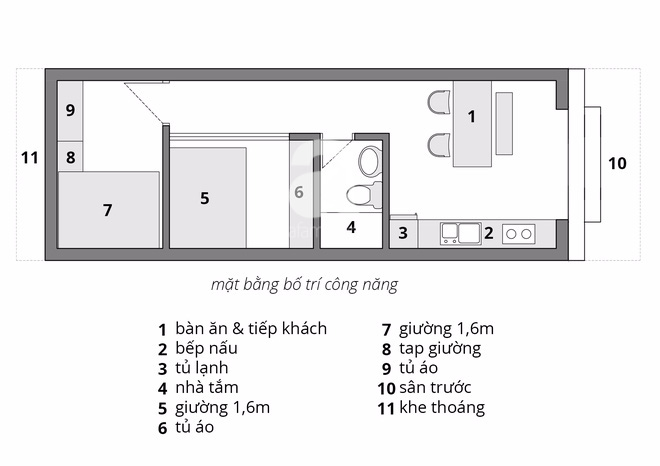 9
8
11
7
5
6
4
3
2
1
10
mặt bằng bố trí công năng
1 bàn ăn & tiếp khách
2 bếp nấu
3 tủ lạnh
4 nhà tắm
5 giường 1,6m
6 tủ áo
7 giường 1,6m
8 tap giường
9 tủ áo
10 sân trước
11 khe thoáng